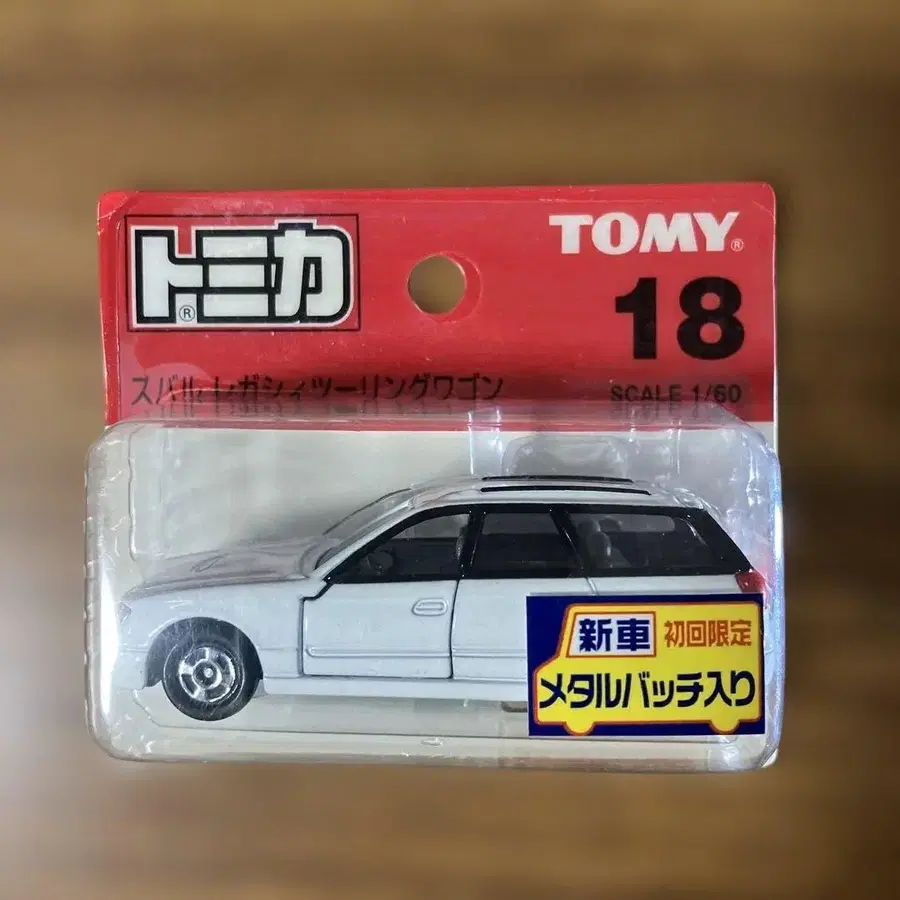 トミカ®
TOMY®
18
スバル レガシィツーリングワゴン
SCALE 1/60
新車 初回限定
メタルバッチ入り